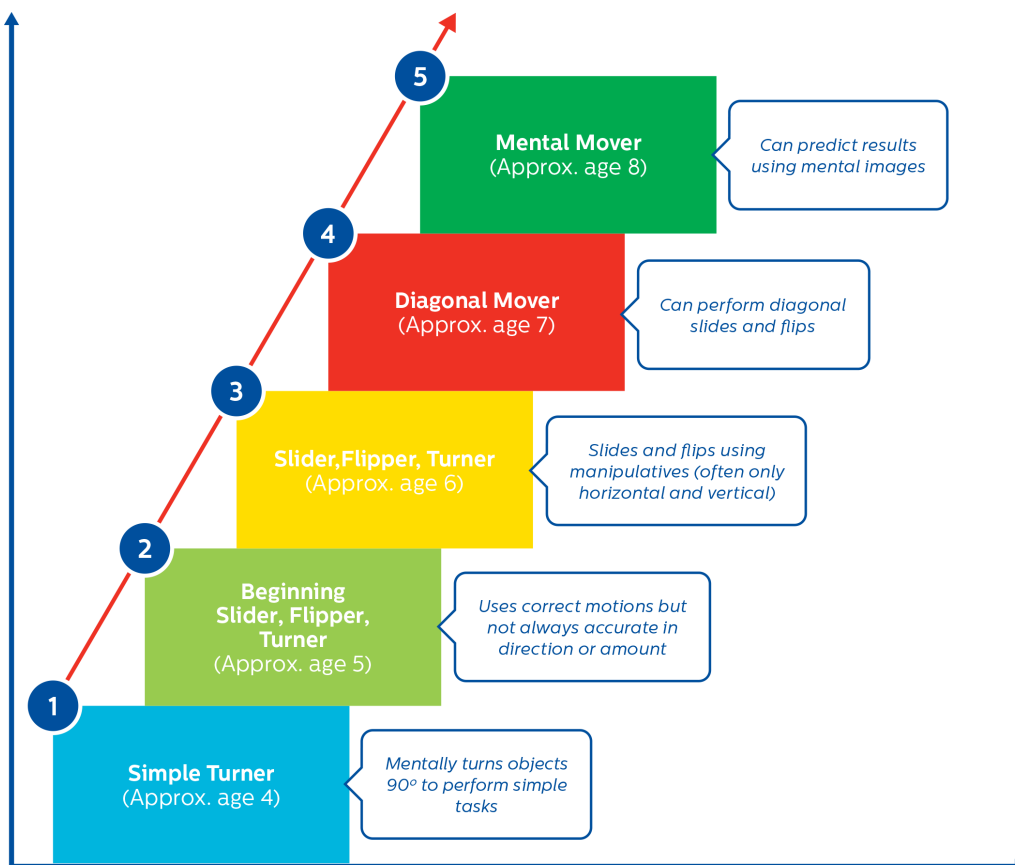 5
Mental Mover
(Approx. age 8)
Can predict results
using mental images
4
Diagonal Mover
(Approx. age 7)
Can perform diagonal
slides and flips
3
Slider,Flipper, Turner
(Approx. age 6)
Slides and flips using
manipulatives (often only
horizontal and vertical)
2
Beginning
Slider, Flipper,
Turner
(Approx. age 5)
Uses correct motions but
not always accurate in
direction or amount
1
Simple Turner
(Approx. age 4)
Mentally turns objects
90º to perform simple
tasks